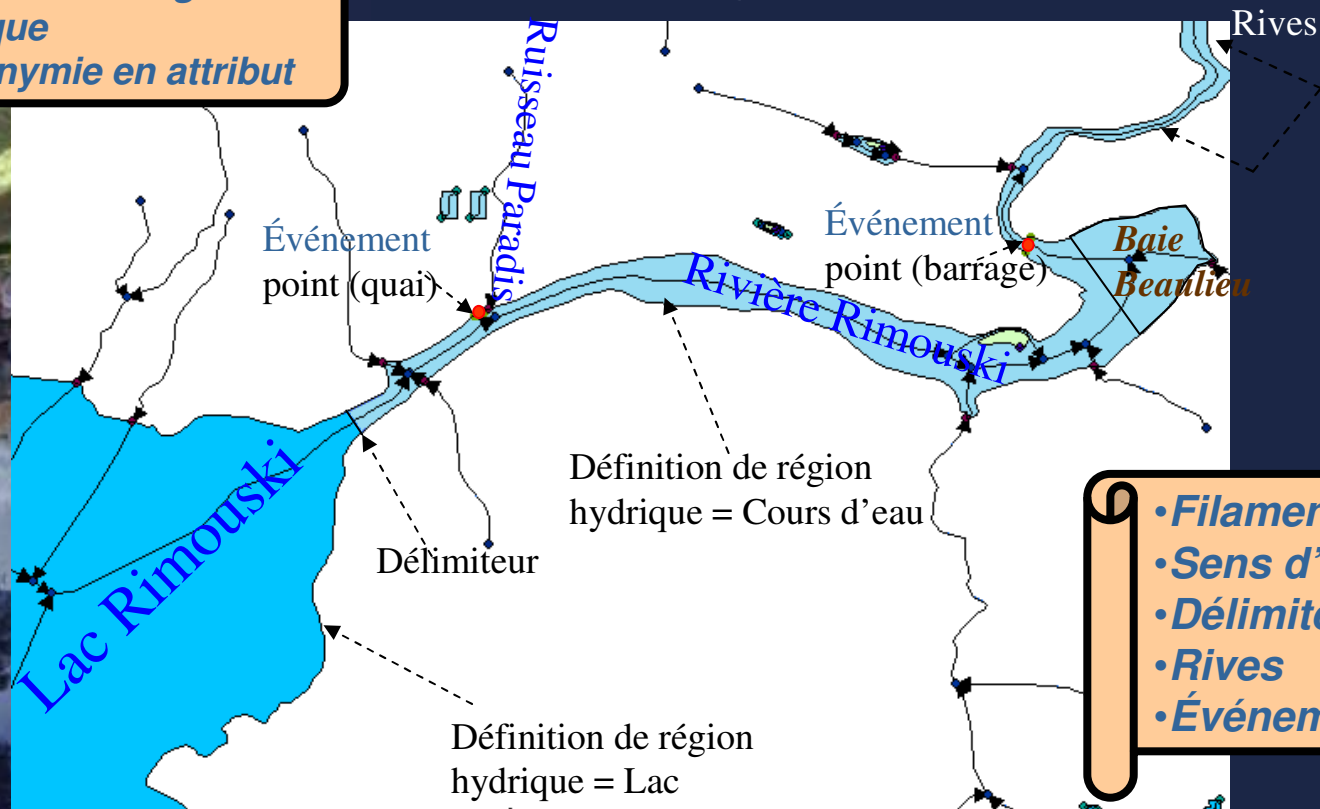 nymie en attribut
Rives
Ruisseau Paradis
Événement
point (quai)
Événement
point (barrage)
Baie
Beaulieu
Rivière Rimouski
Définition de région
hydrique = Cours d'eau
Délimiteur
Lac Rimouski
Définition de région
hydrique = Lac
•Sens d'
•Rives